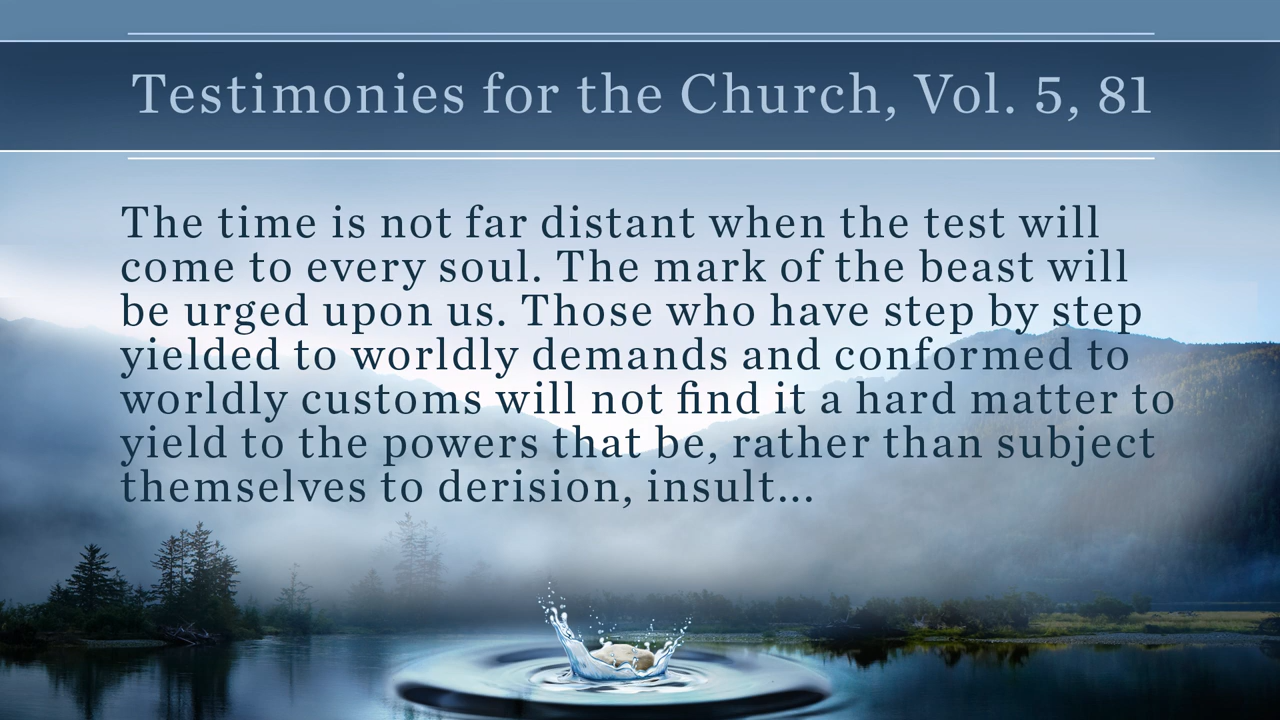 Testimonies for the Church, Vol. 5, 81
The time is not far distant when the test will
come to every soul. The mark of the beast will
be urged upon us. Those who have step by step
yielded to worldly demands and conformed to
worldly customs will not find it a hard matter to
yield to the powers that be, rather than subject
themselves to derision, insult...